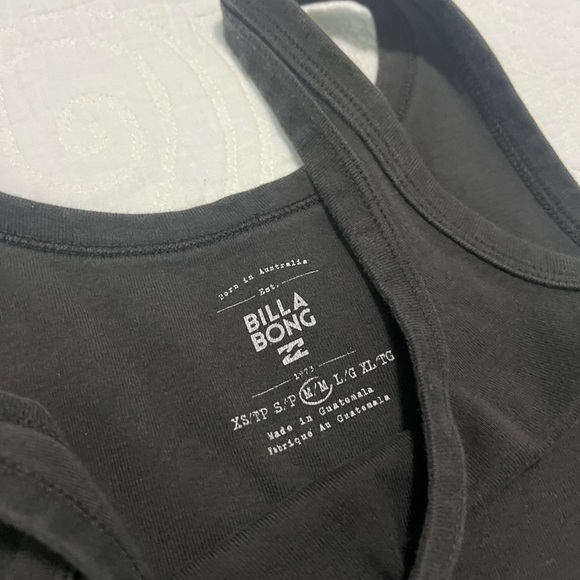 Born in Australia
Est.
BILLA
BONG
1973
XS/TP S/P M/M L/G XL/TG
Made in Guatemala
Fabriqué Au Guatemala